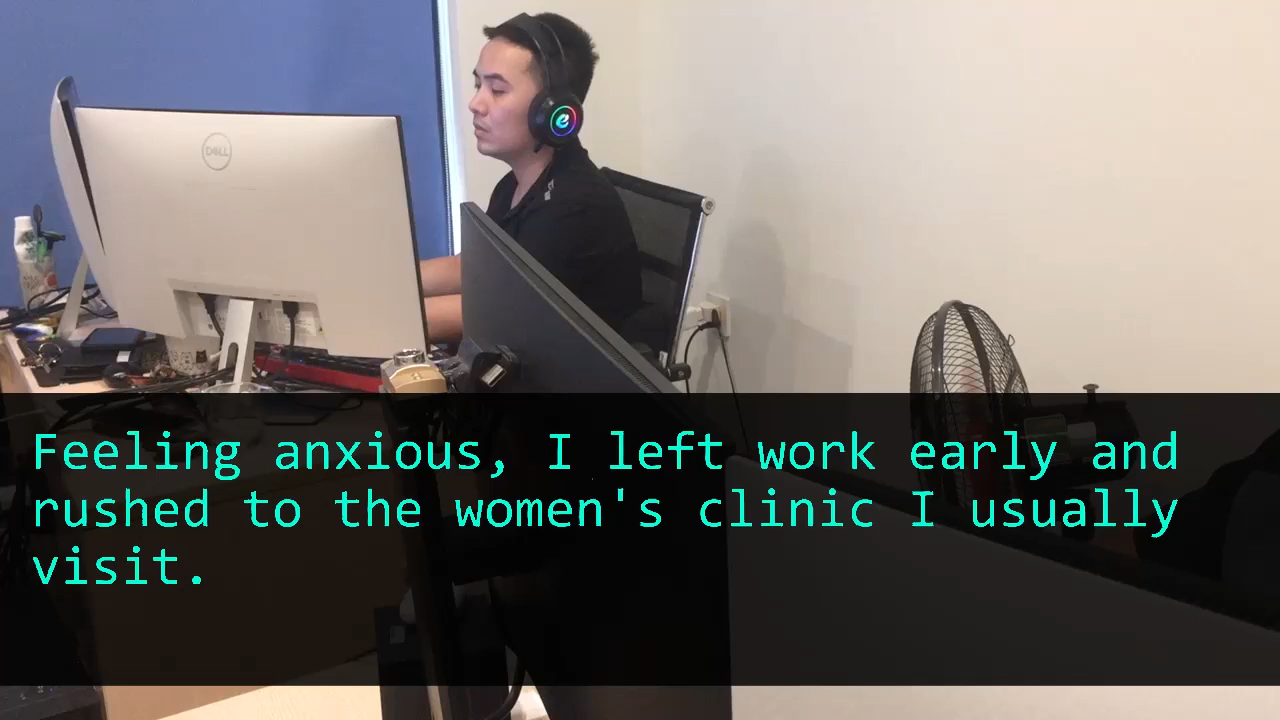 DELL
Feeling anxious, I left work early and
rushed to the women's clinic I usually
visit.